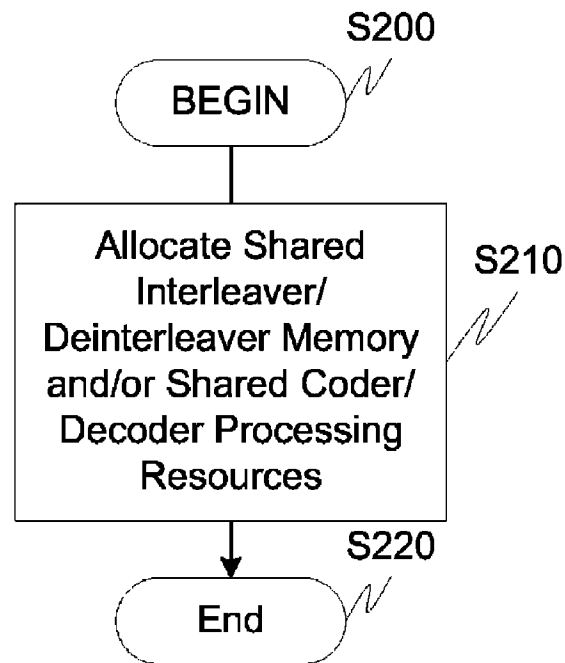 S200
BEGIN
Allocate Shared
Interleaver/
Deinterleaver Memory
and/or Shared Coder/
Decoder Processing
Resources
S210
S220
End